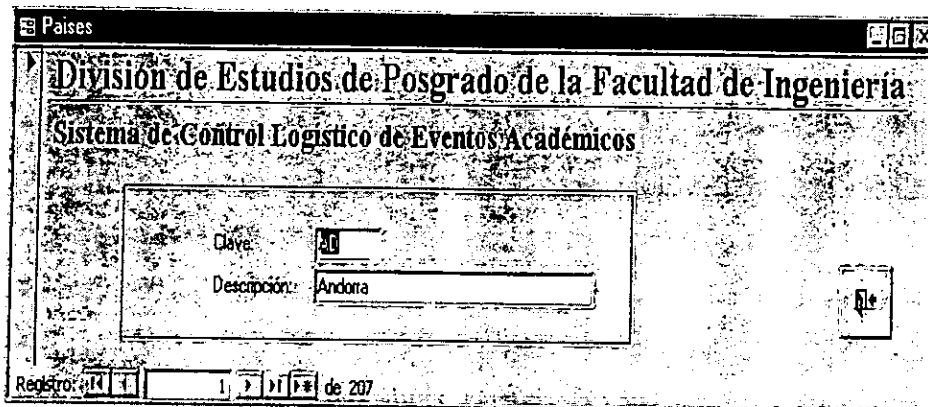 Paises
División de Estudios de Posgrado de la Facultad de Ingeniería
Sistema de Control Logístico de Eventos Académicos
Clave:
AD
Descripción:
Andorra
Registro: 1 de 207